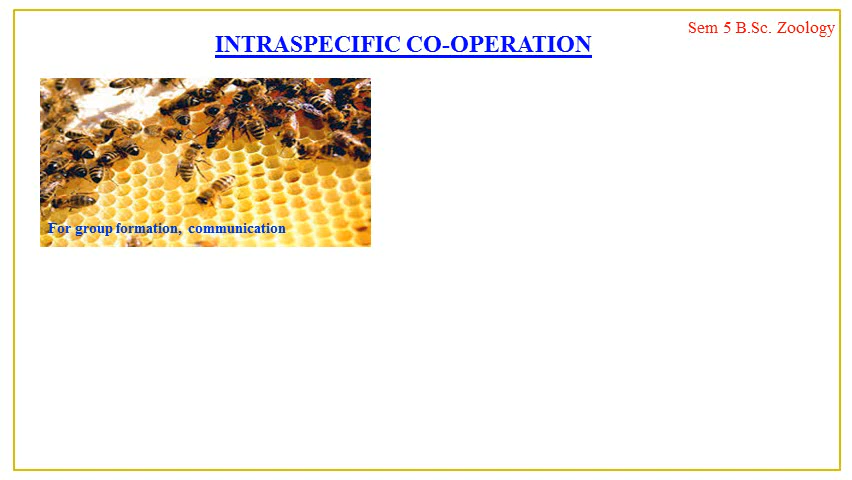 Sem 5 B.Sc. Zoology
INTRASPECIFIC CO-OPERATION
For group formation, communication